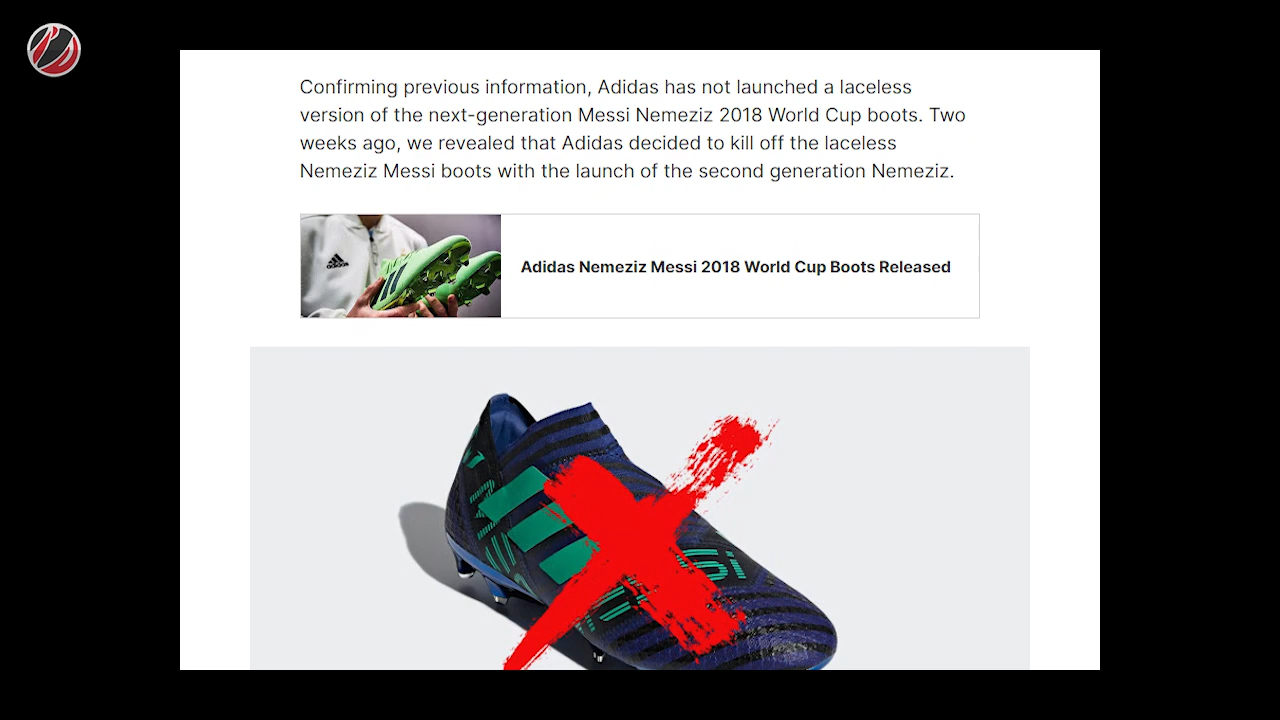 Confirming previous information, Adidas has not launched a laceless
version of the next-generation Messi Nemeziz 2018 World Cup boots. Two
weeks ago, we revealed that Adidas decided to kill off the laceless
Nemeziz Messi boots with the launch of the second generation Nemeziz.
adidas
Adidas Nemeziz Messi 2018 World Cup Boots Released